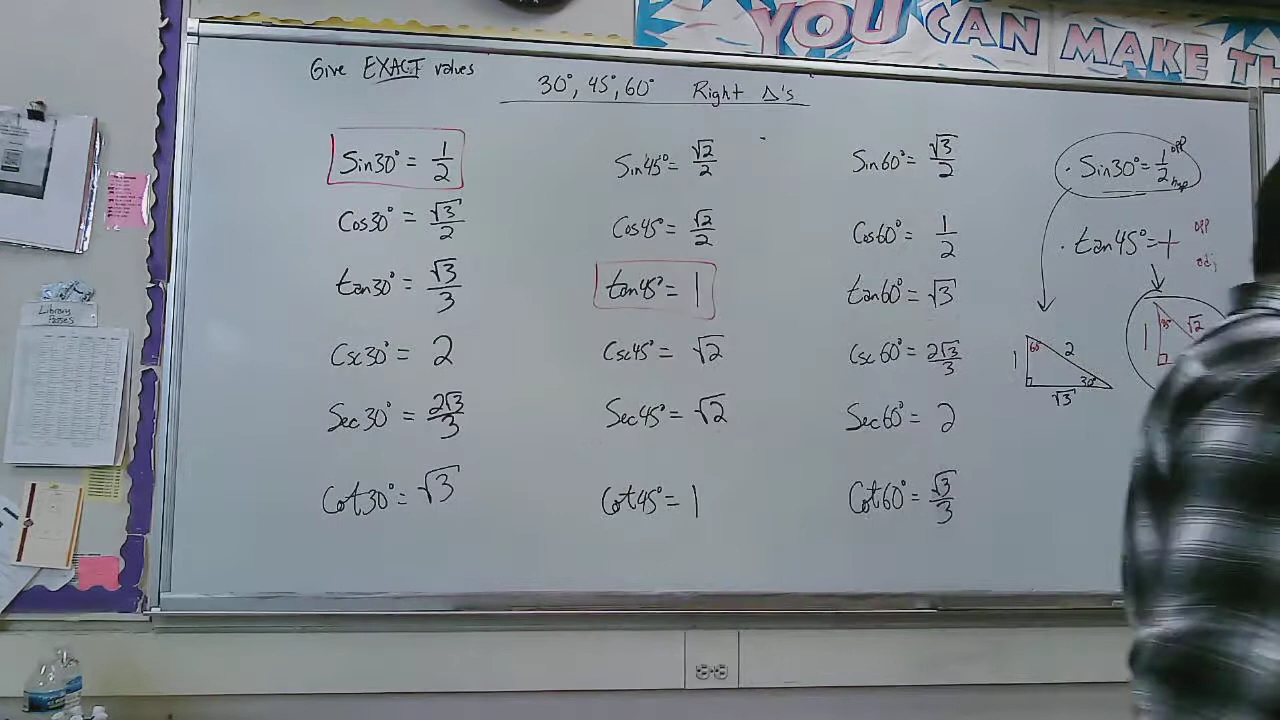 YOU CAN MAKE TH
Give EXACT values
30°, 45°, 60° Right Δ's
Sin30° = 1/2
Cos30° = √3/2
tan30° = √3/3
Csc30° = 2
Sec30° = 2√3/3
Cot30° = √3
Sin45° = √2/2
Cos45° = √2/2
tan45° = 1
Csc45° = √2
Sec45° = √2
Cot45° = 1
Sin60° = √3/2
Cos60° = 1/2
tan60° = √3
Csc60° = 2√3/3
Sec60° = 2
Cot60° = √3/3
· Sin30° = 1/2 opp hyp
· tan45° = 1 opp adj
1 60° 2 30° √3
1 √2
Library Passes